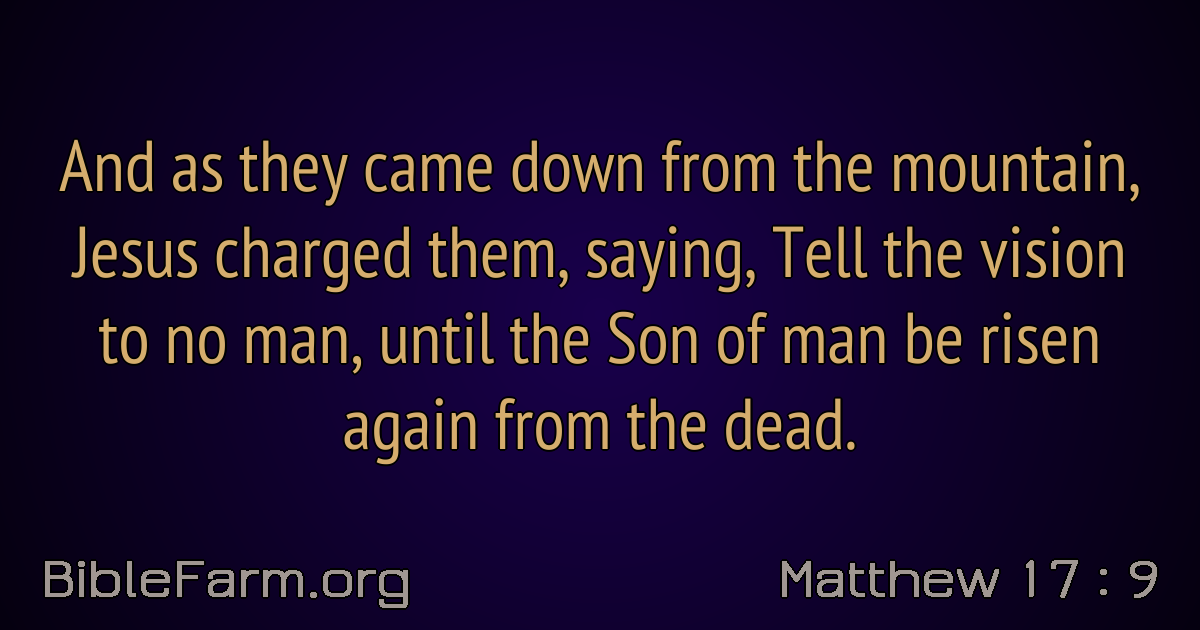 And as they came down from the mountain,
Jesus charged them, saying, Tell the vision
to no man, until the Son of man be risen
again from the dead.
BibleFarm.org
Matthew 17 : 9